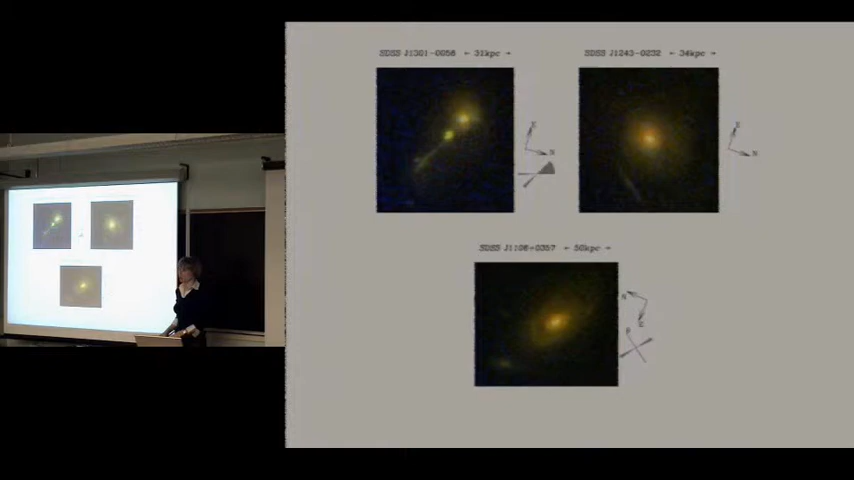 SDSS J1301-0058 ← 31kpc →
SDSS J1243-0232 ← 34kpc →
E
N
E
N
SDSS J1106+0357 ← 50kpc →
N
E